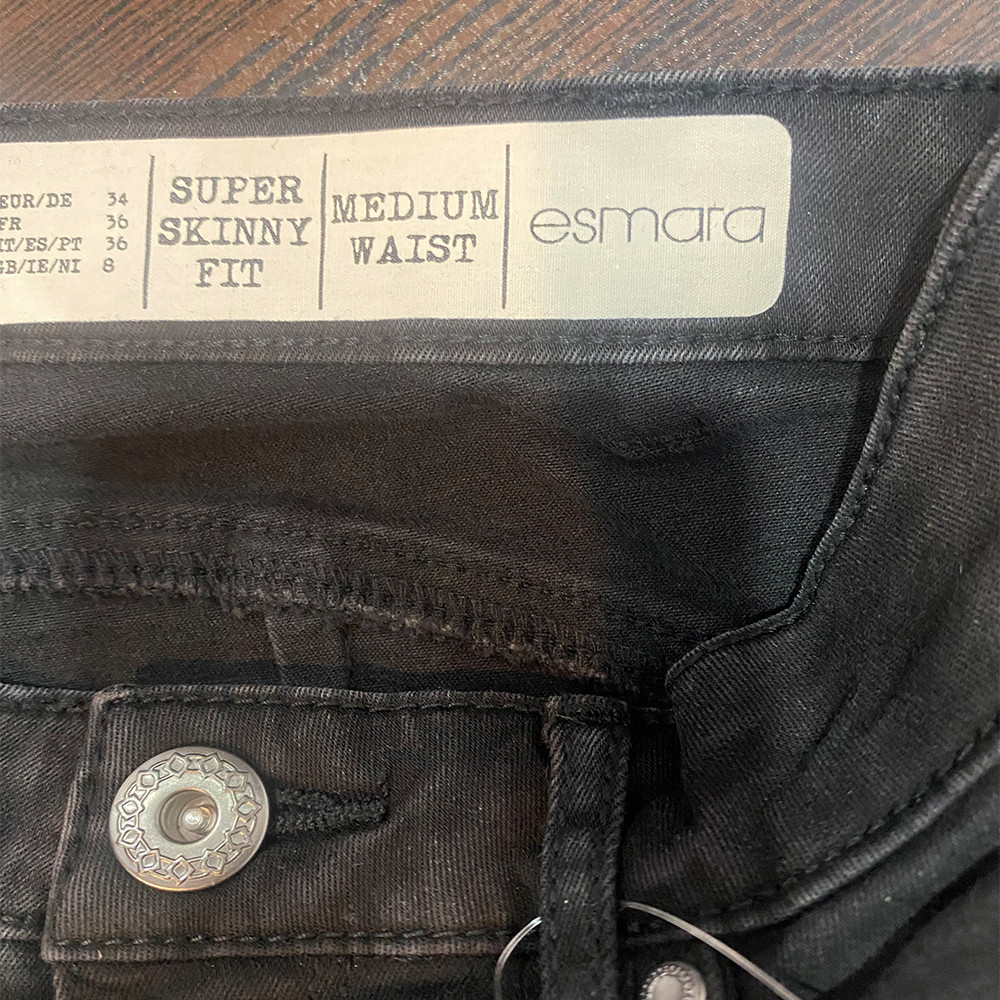 EUR/DE 34
FR 36
IT/ES/PT 36
GB/IE/NI 8
SUPER
SKINNY
FIT
MEDIUM
WAIST
esmara